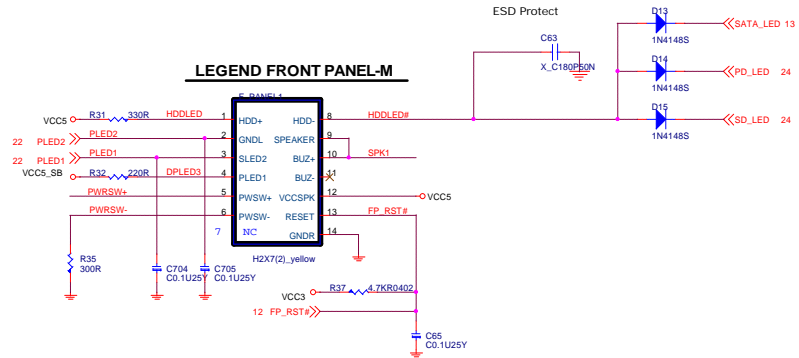 ESD Protect
D13
SATA_LED 13
1N4148S
C63
X_C180P50N
D14
PD_LED 24
1N4148S
LEGEND FRONT PANEL-M
F_PANEL1
D15
SD_LED 24
1N4148S
VCC5 R31 330R HDDLED 1 HDD+ HDD- 8 HDDLED#
22 PLED2 PLED2 2 GNDL SPEAKER 9
22 PLED1 PLED1 3 SLED2 BUZ+ 10 SPK1
VCC5_SB R32 220R DPLED3 4 PLED1 BUZ- 11
PWRSW+ 5 PWSW+ VCCSPK 12 VCC5
PWRSW- 6 PWSW- RESET 13 FP_RST#
7 NC GNDR 14
H2X7(2)_yellow
R35
300R
C704
C0.1U25Y
C705
C0.1U25Y
VCC3 R37 4.7KR0402
12 FP_RST#
C65
C0.1U25Y